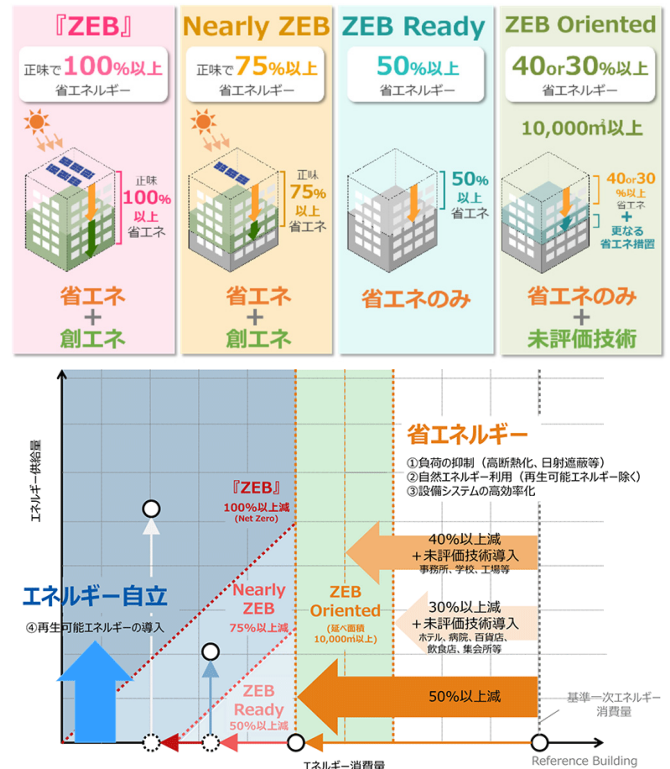 『ZEB』
正味で100%以上
省エネルギー
正味
100%
以上
省エネ
省エネ
+
創エネ
Nearly ZEB
正味で75%以上
省エネルギー
正味
75%
以上
省エネ
省エネ
+
創エネ
ZEB Ready
50%以上
省エネルギー
50%
以上
省エネ
省エネのみ
ZEB Oriented
40or30%以上
省エネルギー
10,000㎡以上
40or30
%以上
省エネ
+
更なる
省エネ措置
省エネのみ
+
未評価技術
エネルギー供給量
省エネルギー
①負荷の抑制（高断熱化、日射遮蔽等）
②自然エネルギー利用（再生可能エネルギー除く）
③設備システムの高効率化
『ZEB』
100%以上減
(Net Zero)
40%以上減
+未評価技術導入
事務所、学校、工場等
エネルギー自立
④再生可能エネルギーの導入
Nearly
ZEB
75%以上減
ZEB
Oriented
(延べ面積
10,000㎡以上)
30%以上減
+未評価技術導入
ホテル、病院、百貨店、
飲食店、集会所等
ZEB
Ready
50%以上減
50%以上減
基準一次エネルギー
消費量
エネルギー消費量
Reference Building